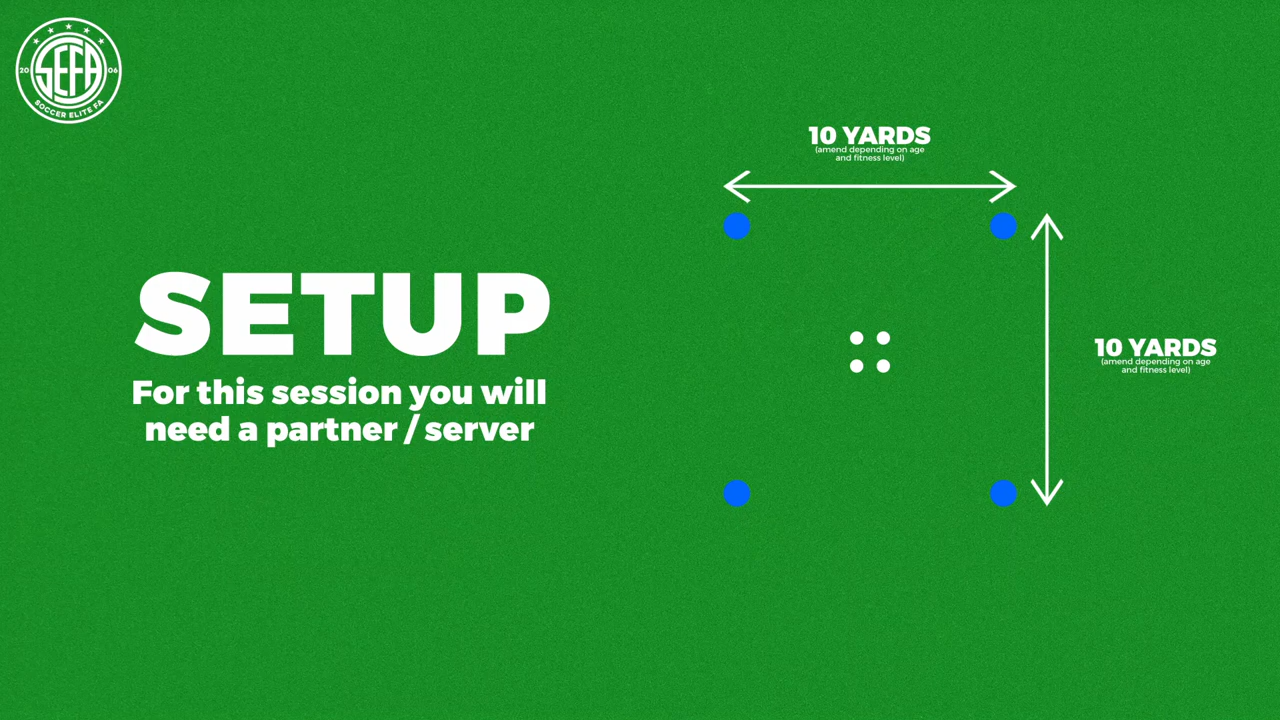 SEFA
20 06
SOCCER ELITE FA
10 YARDS
(amend depending on age
and fitness level)
SETUP
For this session you will
need a partner / server
10 YARDS
(amend depending on age
and fitness level)